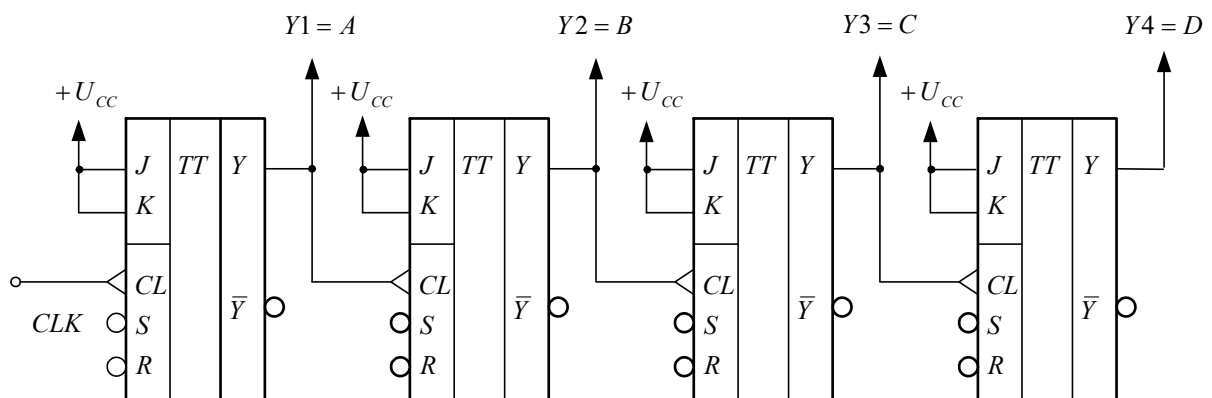 Y1 = A Y2 = B Y3 = C Y4 = D
+U_CC +U_CC +U_CC +U_CC
J TT Y J TT Y J TT Y J TT Y
K K K K
CL CL CL CL
Y̅ Y̅ Y̅ Y̅
CLK S S S S
R R R R